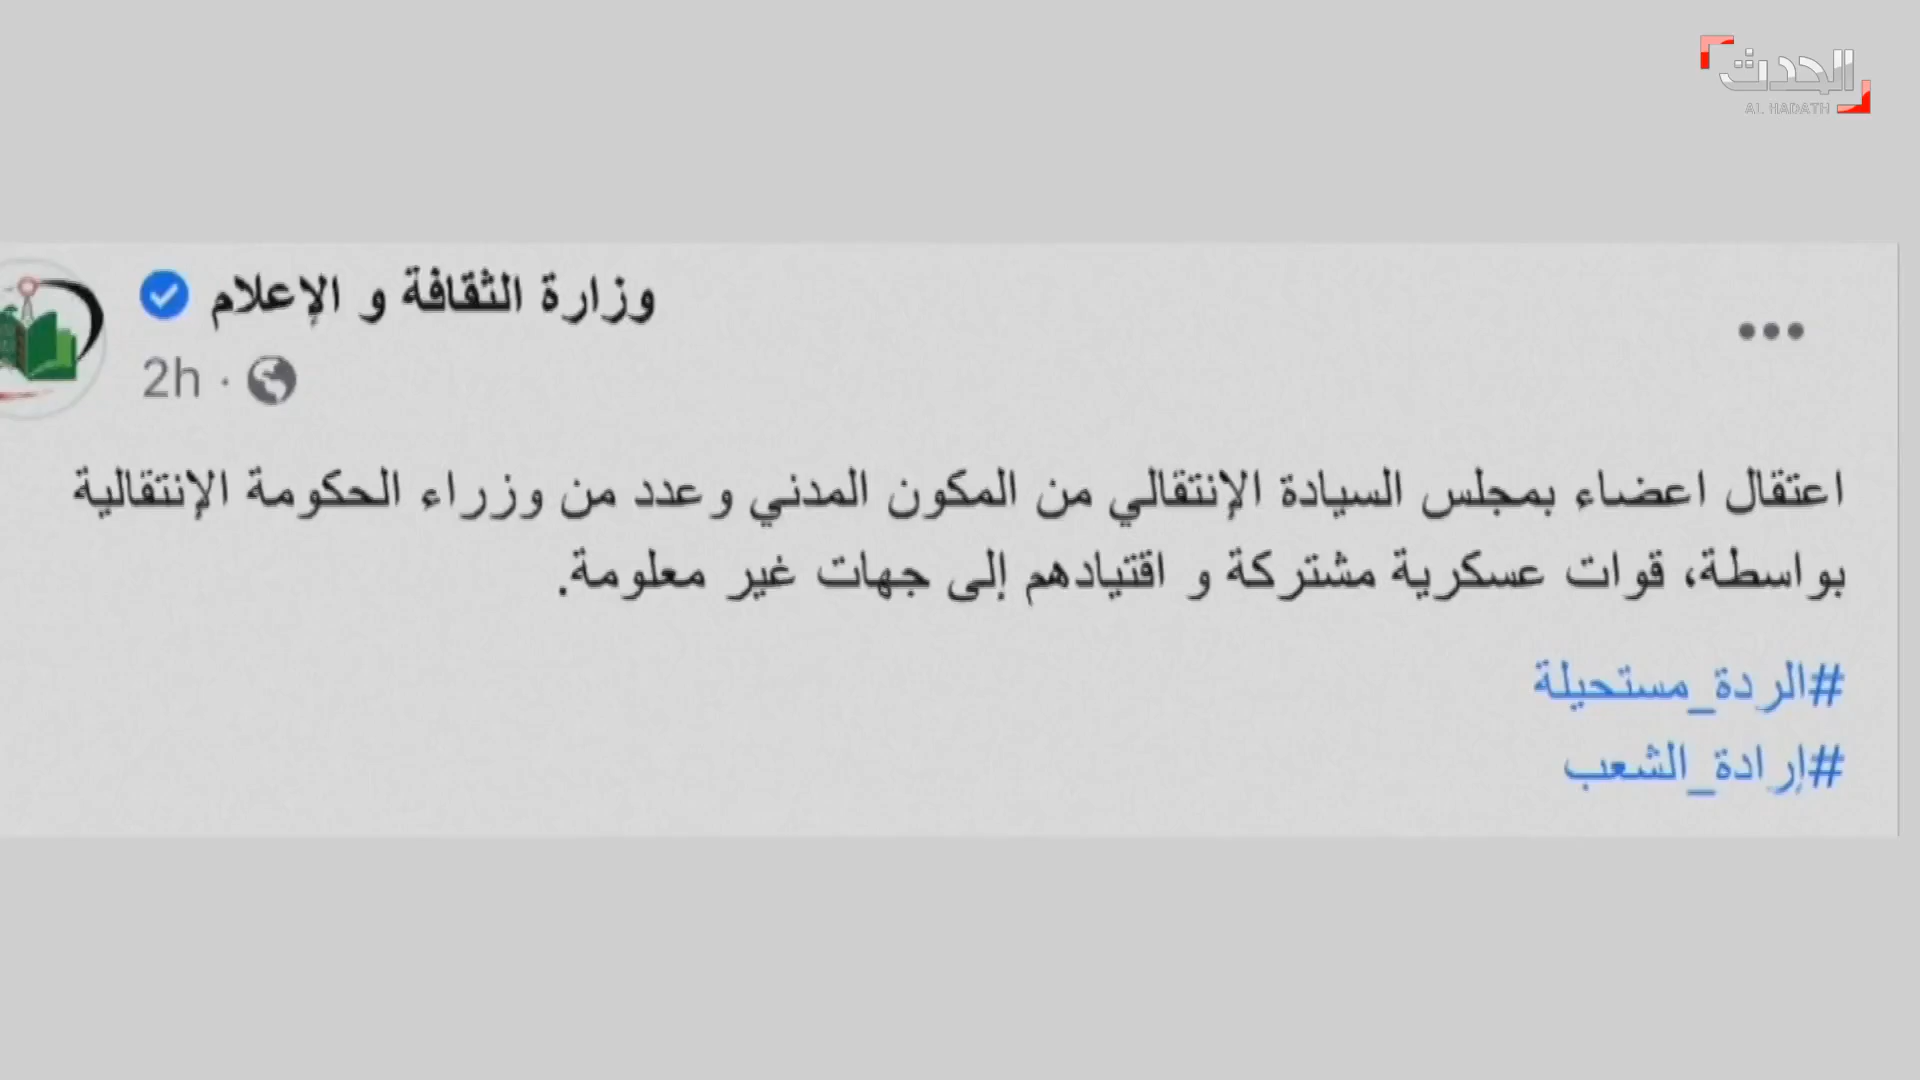 الحدث
AL HADATH
وزارة الثقافة و الإعلام
2h ·
اعتقال اعضاء بمجلس السيادة الإنتقالي من المكون المدني وعدد من وزراء الحكومة الإنتقالية
بواسطة، قوات عسكرية مشتركة و اقتيادهم إلى جهات غير معلومة.
#الردة_مستحيلة
#إرادة_الشعب